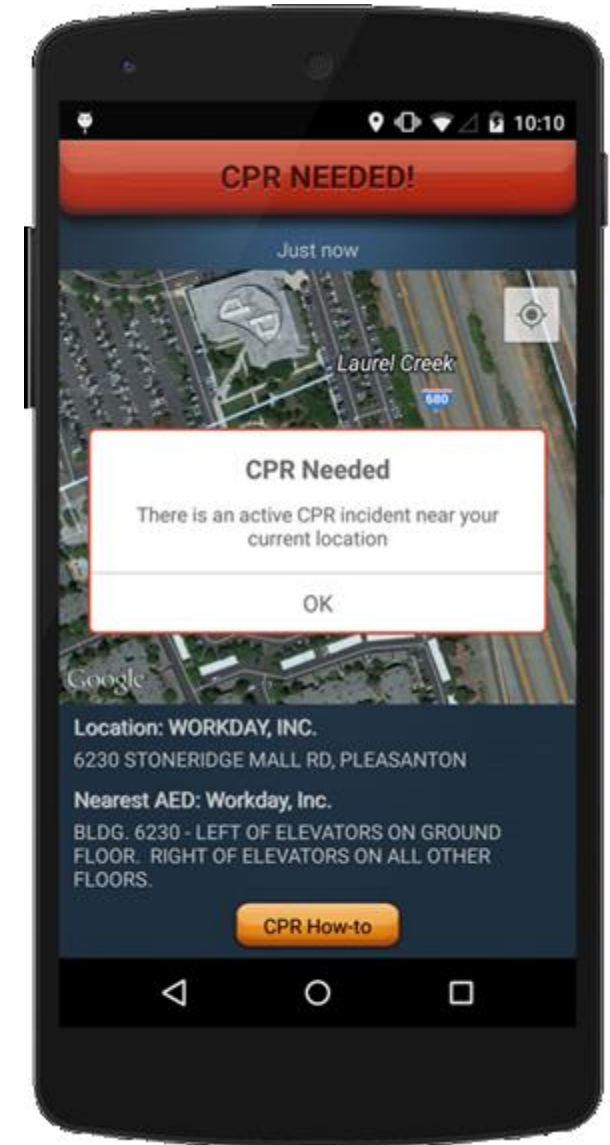 10:10
CPR NEEDED!
Just now
Laurel Creek
680
CPR Needed
There is an active CPR incident near your
current location
OK
Google
Location: WORKDAY, INC.
6230 STONERIDGE MALL RD, PLEASANTON
Nearest AED: Workday, Inc.
BLDG. 6230 - LEFT OF ELEVATORS ON GROUND
FLOOR.  RIGHT OF ELEVATORS ON ALL OTHER
FLOORS.
CPR How-to